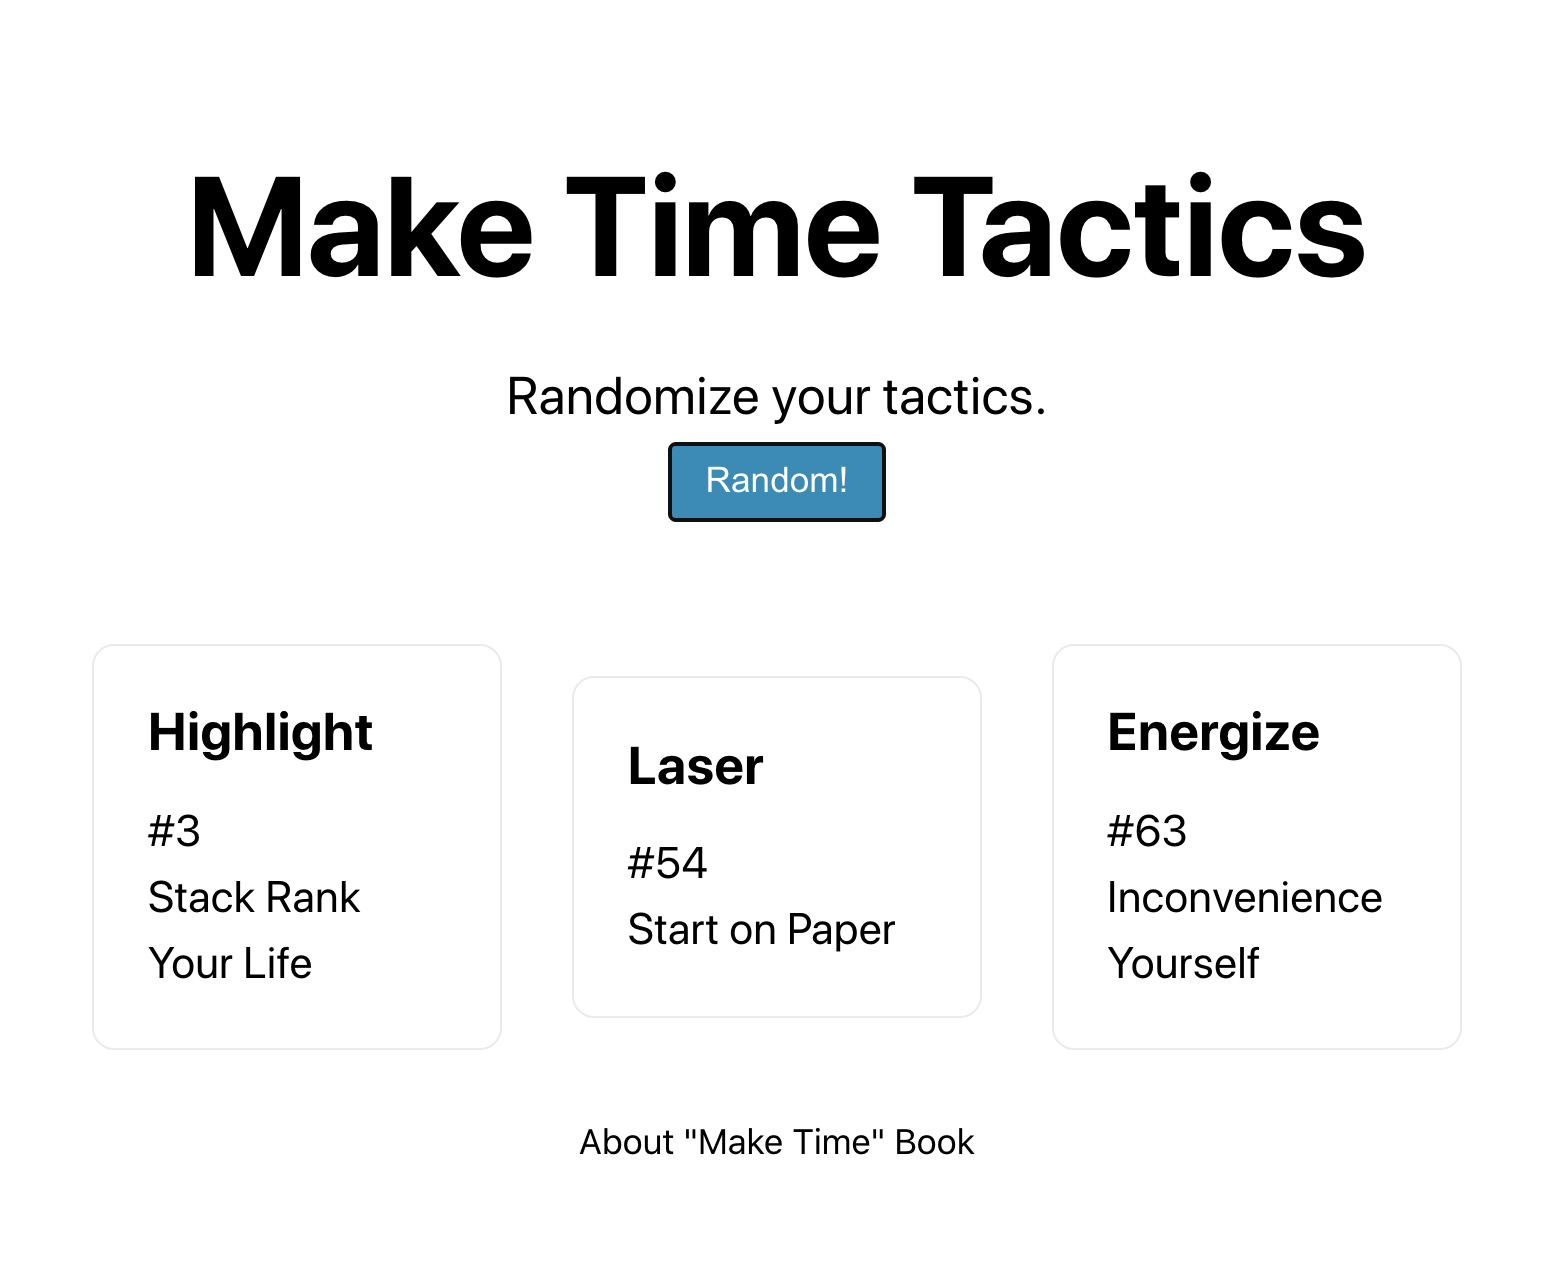 Make Time Tactics
Randomize your tactics.
Random!
Highlight
#3
Stack Rank
Your Life
Laser
#54
Start on Paper
Energize
#63
Inconvenience
Yourself
About "Make Time" Book